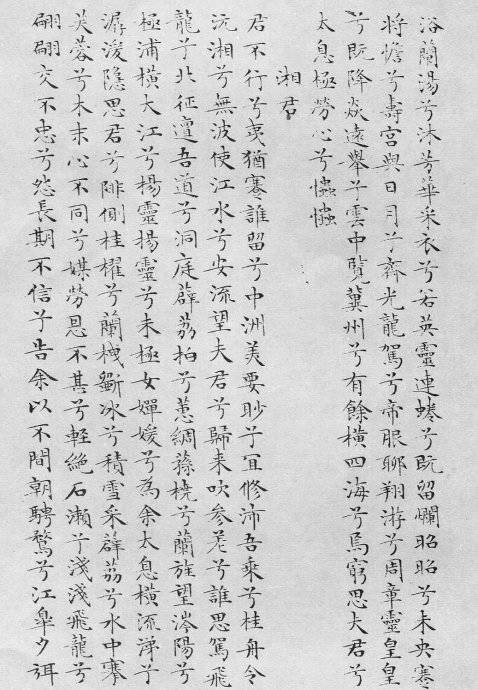 浴蘭湯兮沐芳華采衣兮若英靈連蜷兮既留爛昭昭兮未央蹇
將憺兮壽宮與日月兮齊光龍駕兮帝服聊翔游兮周章靈皇皇
兮既降猋遠舉兮雲中覽冀州兮有餘橫四海兮焉窮思夫君兮
太息極勞心兮忡忡
湘君
君不行兮夷猶蹇誰留兮中洲美要眇兮宜修沛吾乘兮桂舟令
沅湘兮無波使江水兮安流望夫君兮歸来吹參差兮誰思駕飛
龍兮北征邅吾道兮洞庭薜荔拍兮蕙綢蓀橈兮蘭旌望涔陽兮
極浦橫大江兮楊靈揚靈兮未極女嬋媛兮為余太息橫流涕兮
潺湲隱思君兮陫側桂櫂兮蘭栧斲冰兮積雪采薜荔兮水中搴
芙蓉兮木末心不同兮媒勞恩不甚兮輕絕石瀨兮淺淺飛龍兮
翩翩交不忠兮怨長期不信兮告余以不間朝騁騖兮江皋夕弭